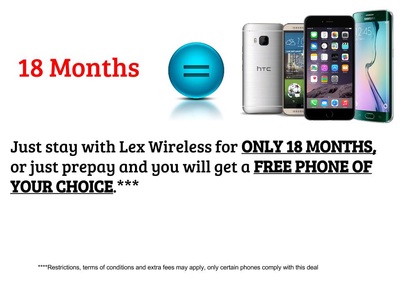 18 Months
=
hTC
Just stay with Lex Wireless for ONLY 18 MONTHS,
or just prepay and you will get a FREE PHONE OF
YOUR CHOICE.***
****Restrictions, terms of conditions and extra fees may apply, only certain phones comply with this deal